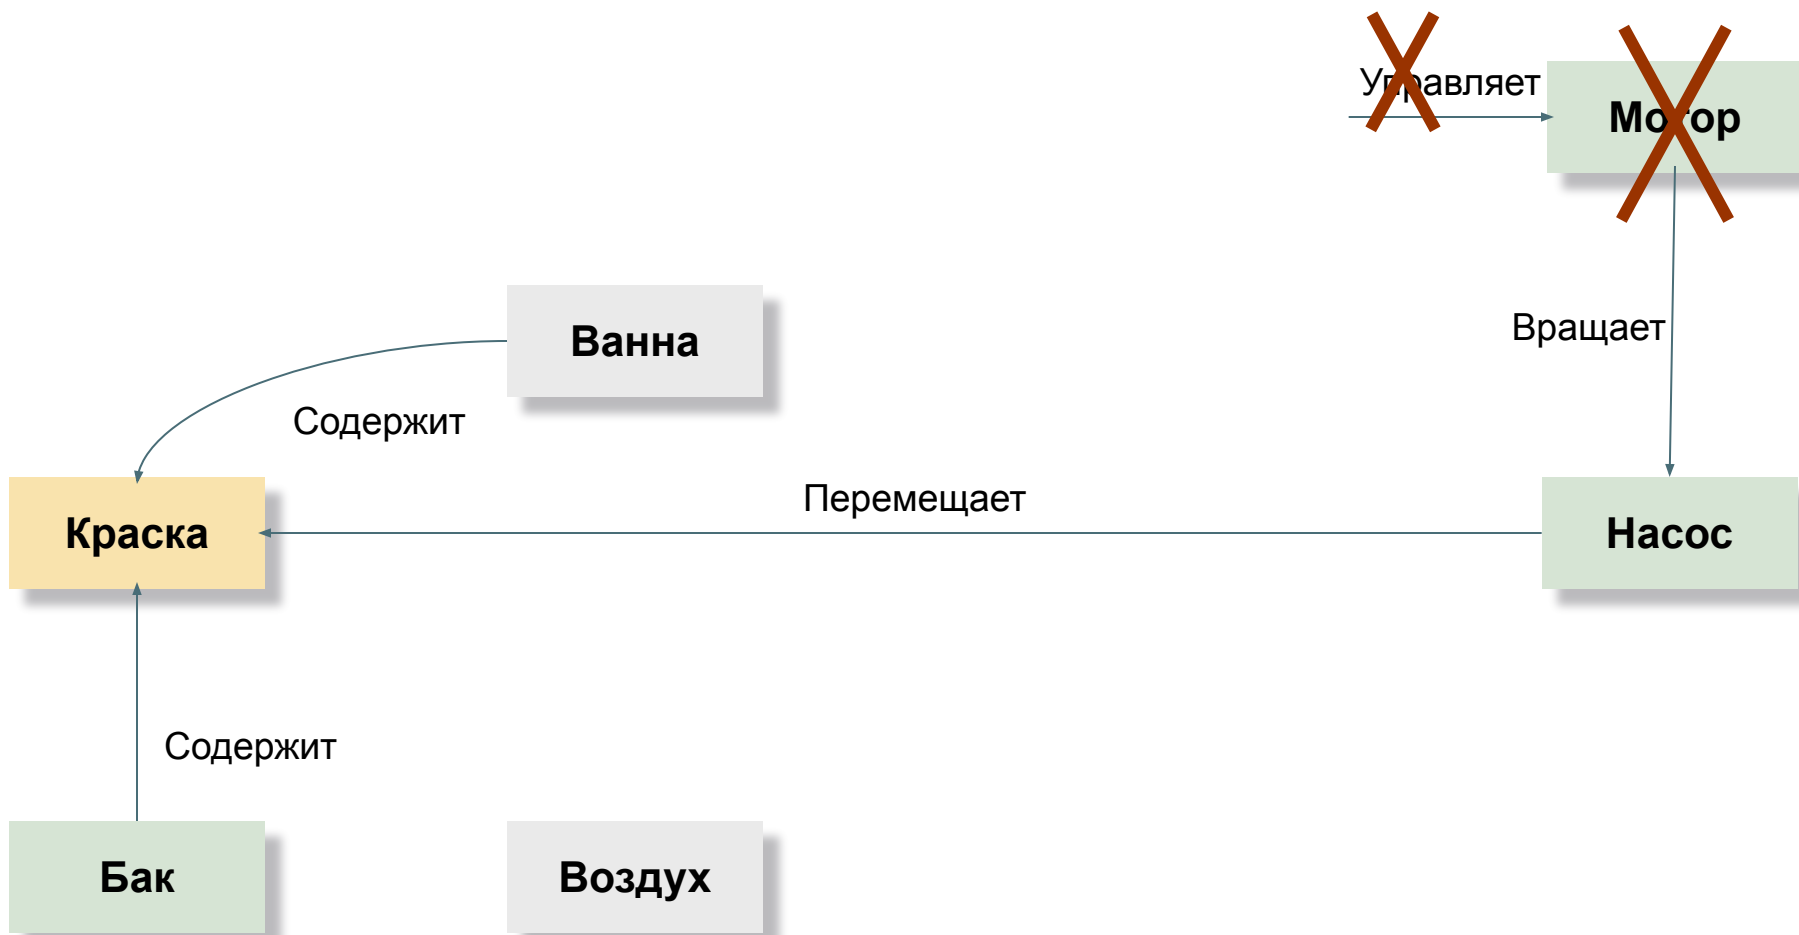 Управляет
Мотор
Вращает
Ванна
Содержит
Перемещает
Краска
Насос
Содержит
Бак
Воздух